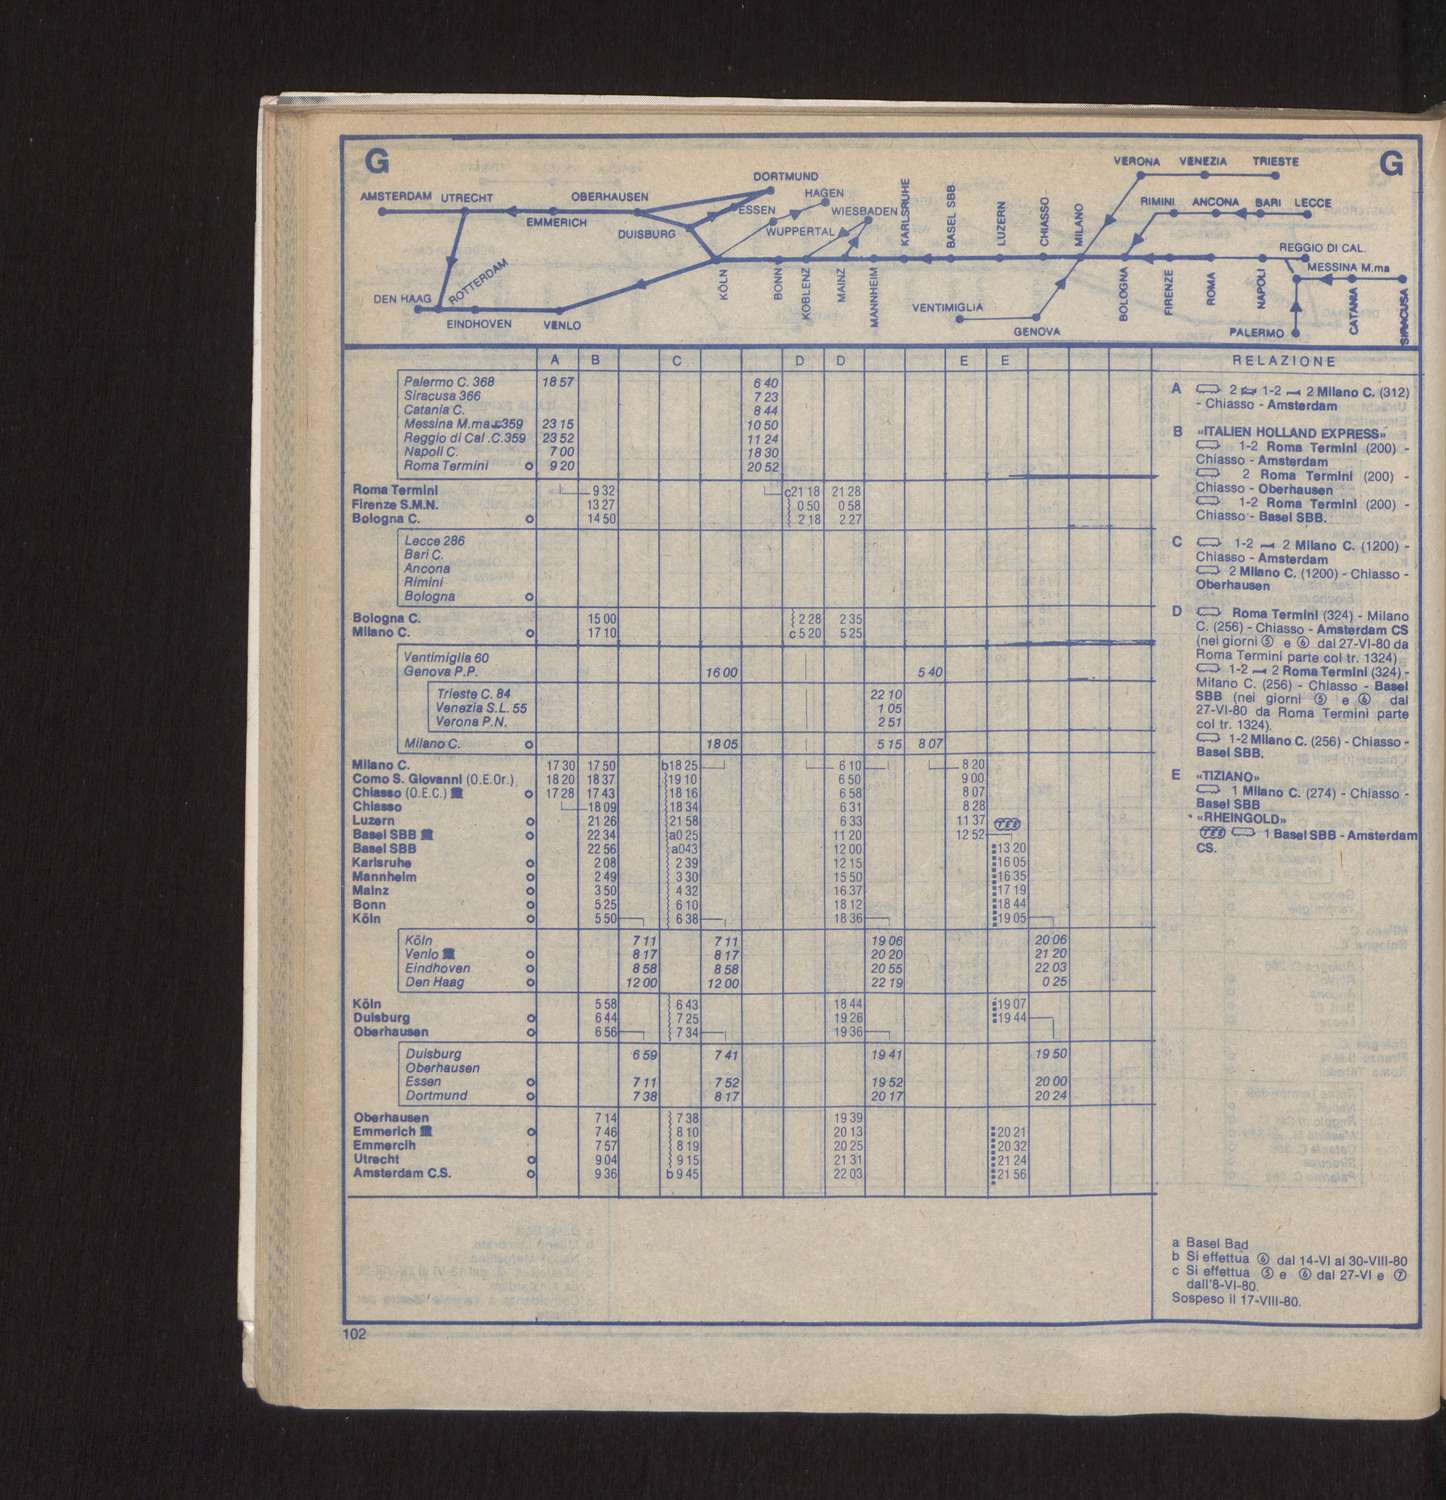 G
G
VERONA VENEZIA TRIESTE
DORTMUND
AMSTERDAM UTRECHT OBERHAUSEN HAGEN
EMMERICH ESSEN WIESBADEN
DUISBURG WUPPERTAL
KARLSRUHE
BASEL SBB
LUZERN
CHIASSO
MILANO
RIMINI ANCONA BARI LECCE
REGGIO DI CAL.
MESSINA M.ma
DEN HAAG
ROTTERDAM
EINDHOVEN
VENLO
KÖLN
BONN
KOBLENZ
MAINZ
MANNHEIM
VENTIMIGLIA
GENOVA
BOLOGNA
FIRENZE
ROMA
NAPOLI
PALERMO
CATANIA
SIRACUSA
A B C D D E E RELAZIONE
Palermo C. 368 18 57 6 40
Siracusa 366 7 23
Catania C. 8 44
Messina M.ma 359 23 15 10 50
Reggio di Cal .C.359 23 52 11 24
Napoli C. 7 00 18 30
Roma Termini 9 20 20 52
Roma Termini 9 32 c21 18 21 28
Firenze S.M.N. 13 27 0 50 0 58
Bologna C. 14 50 2 18 2 27
Lecce 286
Bari C.
Ancona
Rimini
Bologna
Bologna C. 15 00 2 28 2 35
Milano C. 17 10 c 5 20 5 25
Ventimiglia 60
Genova P.P. 16 00 5 40
Trieste C. 84 22 10
Venezia S.L. 55 1 05
Verona P.N. 2 51
Milano C. 18 05 5 15 8 07
Milano C. 17 30 17 50 b18 25 6 10 8 20
Como S. Giovanni (O.E.Or.) 18 20 18 37 19 10 6 50 9 00
Chiasso (O.E.C.) 17 28 17 43 18 16 6 58 8 07
Chiasso 18 09 18 34 6 31 8 28
Luzern 21 26 21 58 6 33 11 37 TEE
Basel SBB 22 34 a0 25 11 20 12 52
Basel SBB 22 56 a043 12 00 13 20
Karlsruhe 2 08 2 39 12 15 16 05
Mannheim 2 49 3 30 15 50 16 35
Mainz 3 50 4 32 16 37 17 19
Bonn 5 25 6 10 18 12 18 44
Köln 5 50 6 38 18 36 19 05
Köln 7 11 7 11 19 06 20 06
Venlo 8 17 8 17 20 20 21 20
Eindhoven 8 58 8 58 20 55 22 03
Den Haag 12 00 12 00 22 19 0 25
Köln 5 58 6 43 18 44 19 07
Duisburg 6 44 7 25 19 26 19 44
Oberhausen 6 56 7 34 19 36
Duisburg 6 59 7 41 19 41 19 50
Oberhausen
Essen 7 11 7 52 19 52 20 00
Dortmund 7 38 8 17 20 17 20 24
Oberhausen 7 14 7 38 19 39
Emmerich 7 46 8 10 20 13 20 21
Emmercih 7 57 8 19 20 25 20 32
Utrecht 9 04 9 15 21 31 21 24
Amsterdam C.S. 9 36 b 9 45 22 03 21 56
A 2 1-2 2 Milano C. (312)
- Chiasso - Amsterdam
B «ITALIEN HOLLAND EXPRESS»
1-2 Roma Termini (200) -
Chiasso - Amsterdam
2 Roma Termini (200) -
Chiasso - Oberhausen
1-2 Roma Termini (200) -
Chiasso - Basel SBB.
C 1-2 2 Milano C. (1200) -
Chiasso - Amsterdam
2 Milano C. (1200) - Chiasso -
Oberhausen
D Roma Termini (324) - Milano
C. (256) - Chiasso - Amsterdam CS
(nei giorni ⑤ e ⑥ dal 27-VI-80 da
Roma Termini parte col tr. 1324)
1-2 2 Roma Termini (324) -
Milano C. (256) - Chiasso - Basel
SBB (nei giorni ⑤ e ⑥ dal
27-VI-80 da Roma Termini parte
col tr. 1324).
1-2 Milano C. (256) - Chiasso -
Basel SBB.
E «TIZIANO»
1 Milano C. (274) - Chiasso -
Basel SBB
«RHEINGOLD»
TEE 1 Basel SBB - Amsterdam
CS.
a Basel Bad
b Si effettua ⑥ dal 14-VI al 30-VIII-80
c Si effettua ⑤ e ⑥ dal 27-VI e ⑦
dall'8-VI-80.
Sospeso il 17-VIII-80.
102